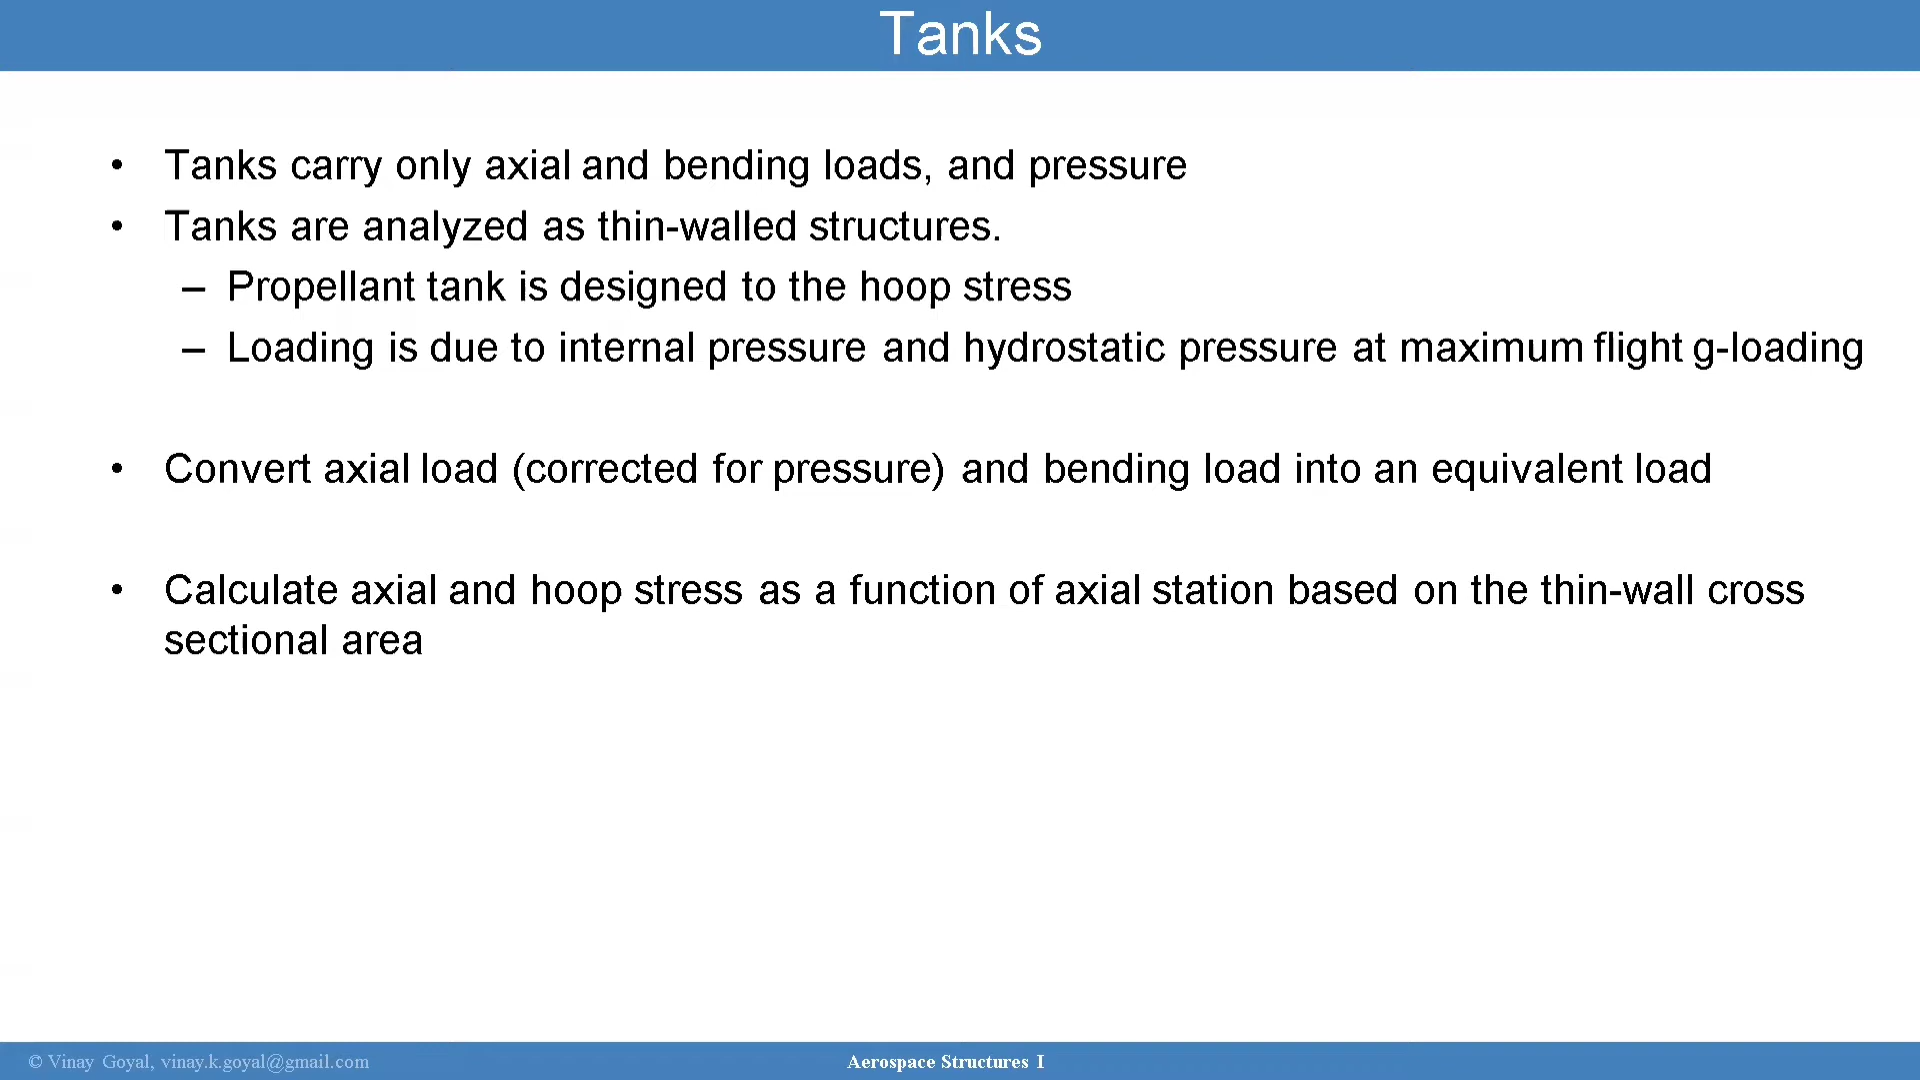 Tanks
• Tanks carry only axial and bending loads, and pressure
• Tanks are analyzed as thin-walled structures.
– Propellant tank is designed to the hoop stress
– Loading is due to internal pressure and hydrostatic pressure at maximum flight g-loading
• Convert axial load (corrected for pressure) and bending load into an equivalent load
• Calculate axial and hoop stress as a function of axial station based on the thin-wall cross
sectional area
© Vinay Goyal, vinay.k.goyal@gmail.com
Aerospace Structures I